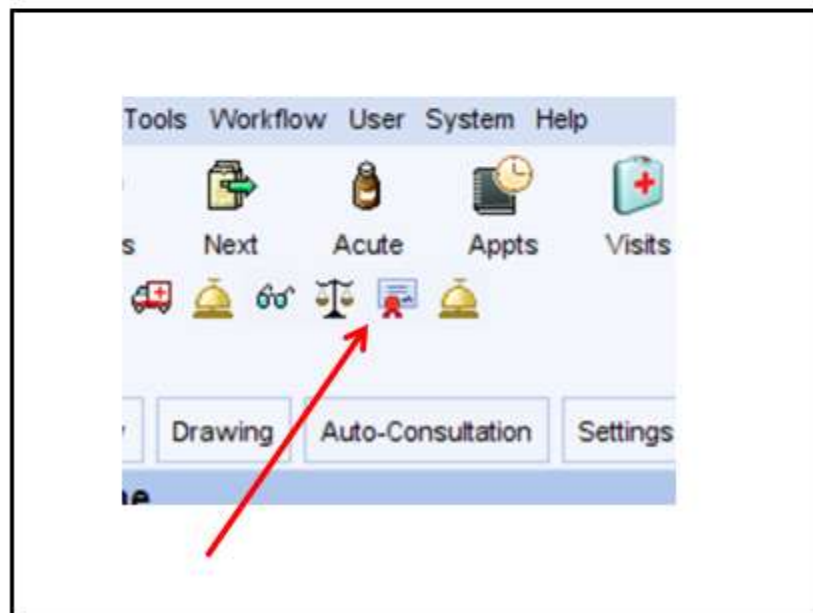 Tools Workflow User System Help
s Next Acute Appts Visits
Drawing Auto-Consultation Settings